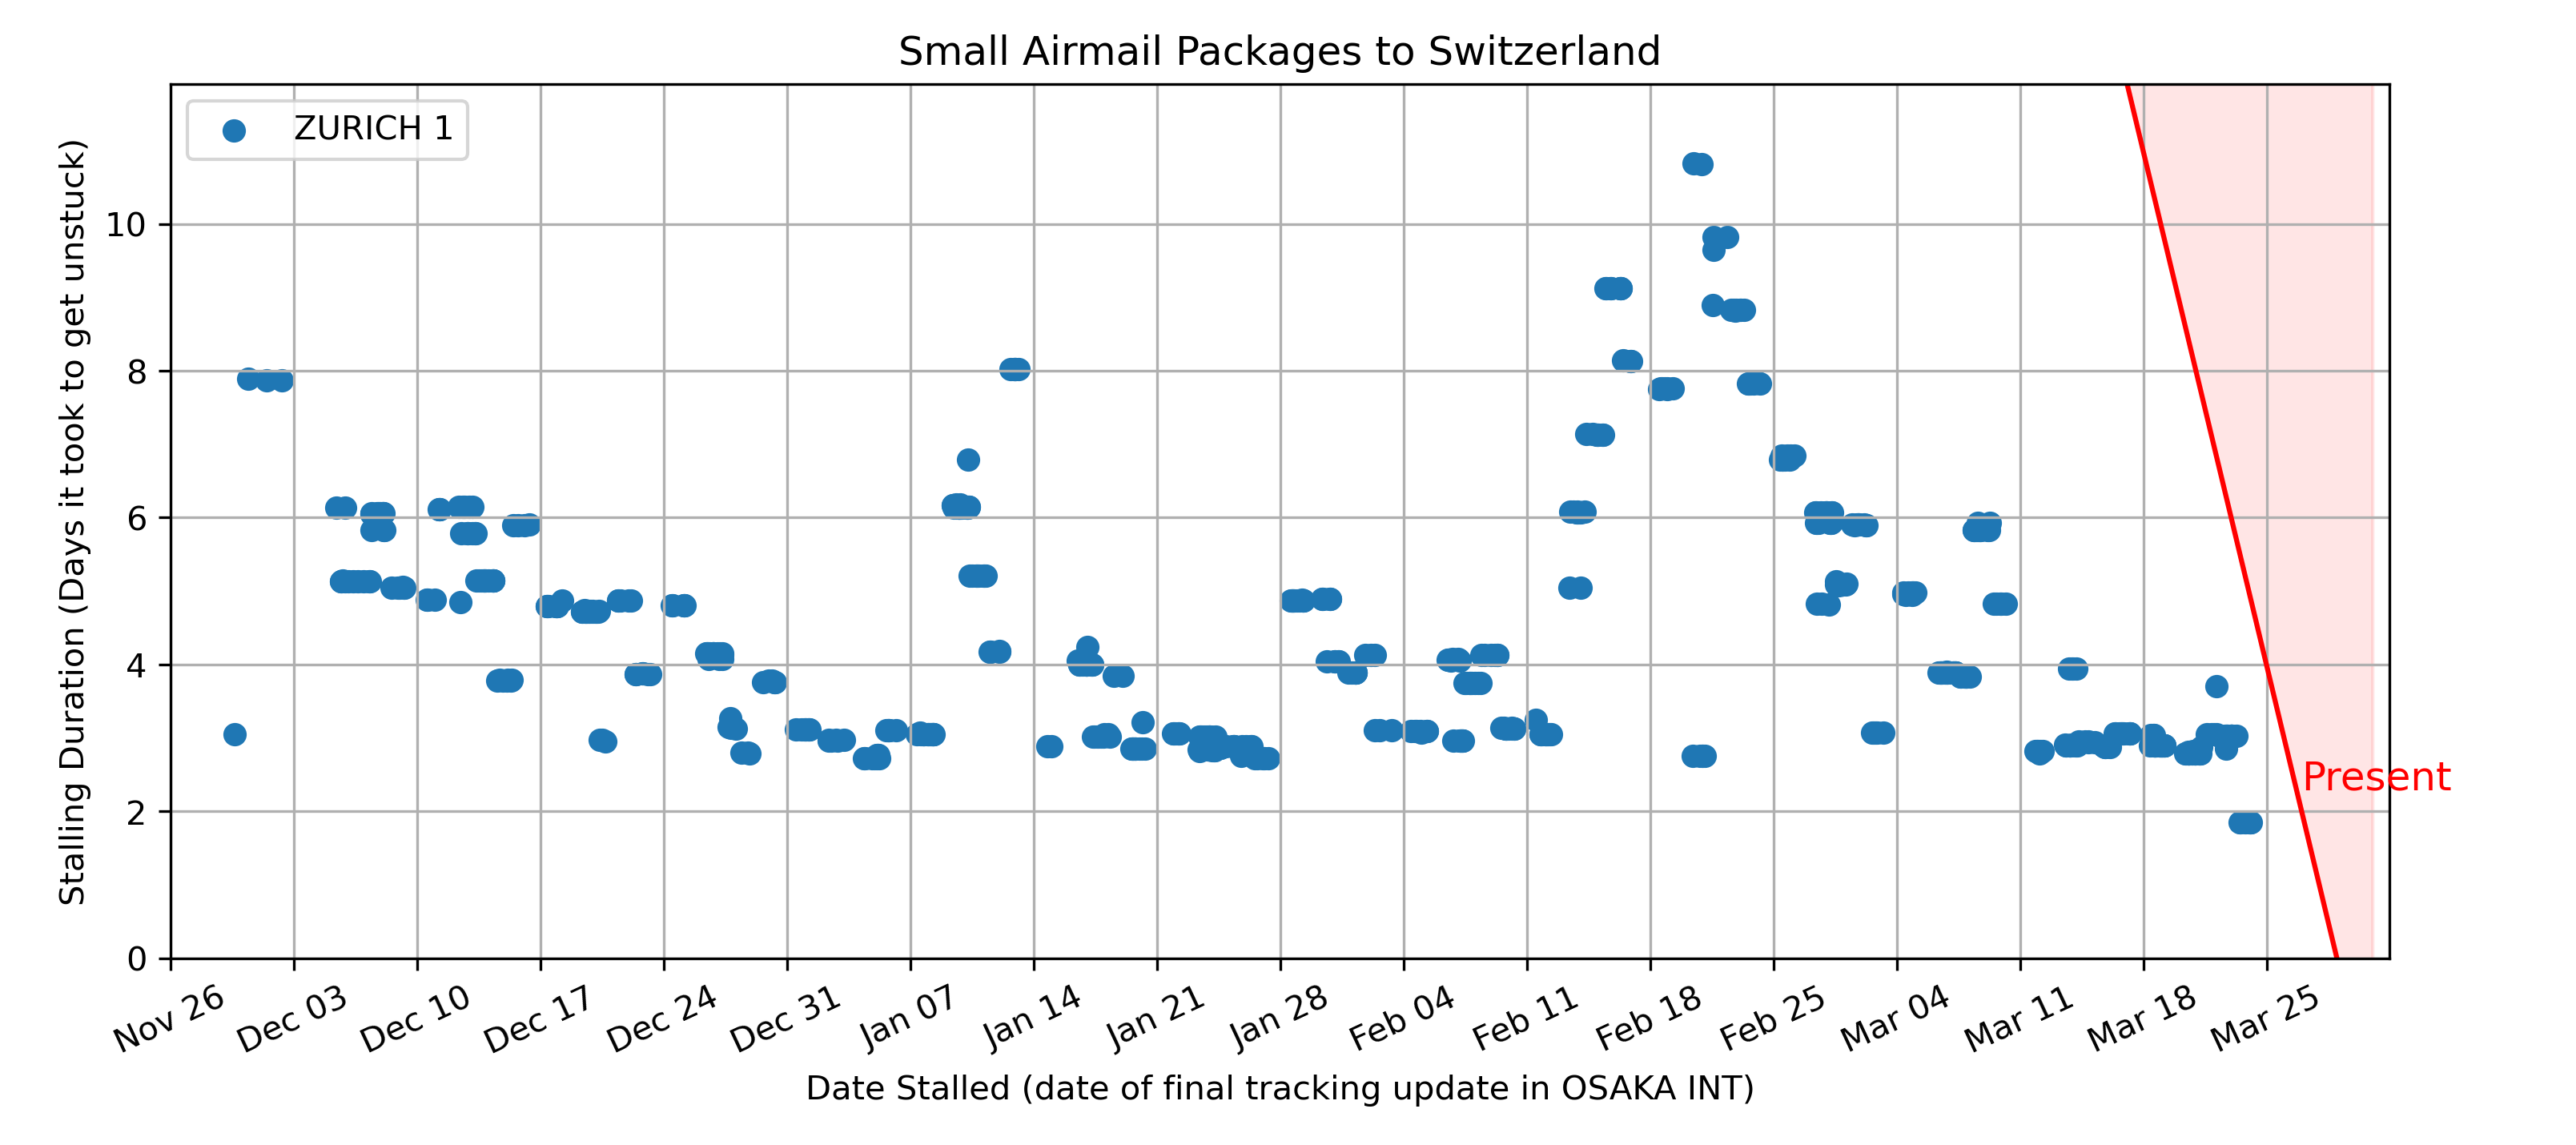 Small Airmail Packages to Switzerland
ZURICH 1
Stalling Duration (Days it took to get unstuck)
10
8
6
4
2
0
Present
Nov 26
Dec 03
Dec 10
Dec 17
Dec 24
Dec 31
Jan 07
Jan 14
Jan 21
Jan 28
Feb 04
Feb 11
Feb 18
Feb 25
Mar 04
Mar 11
Mar 18
Mar 25
Date Stalled (date of final tracking update in OSAKA INT)